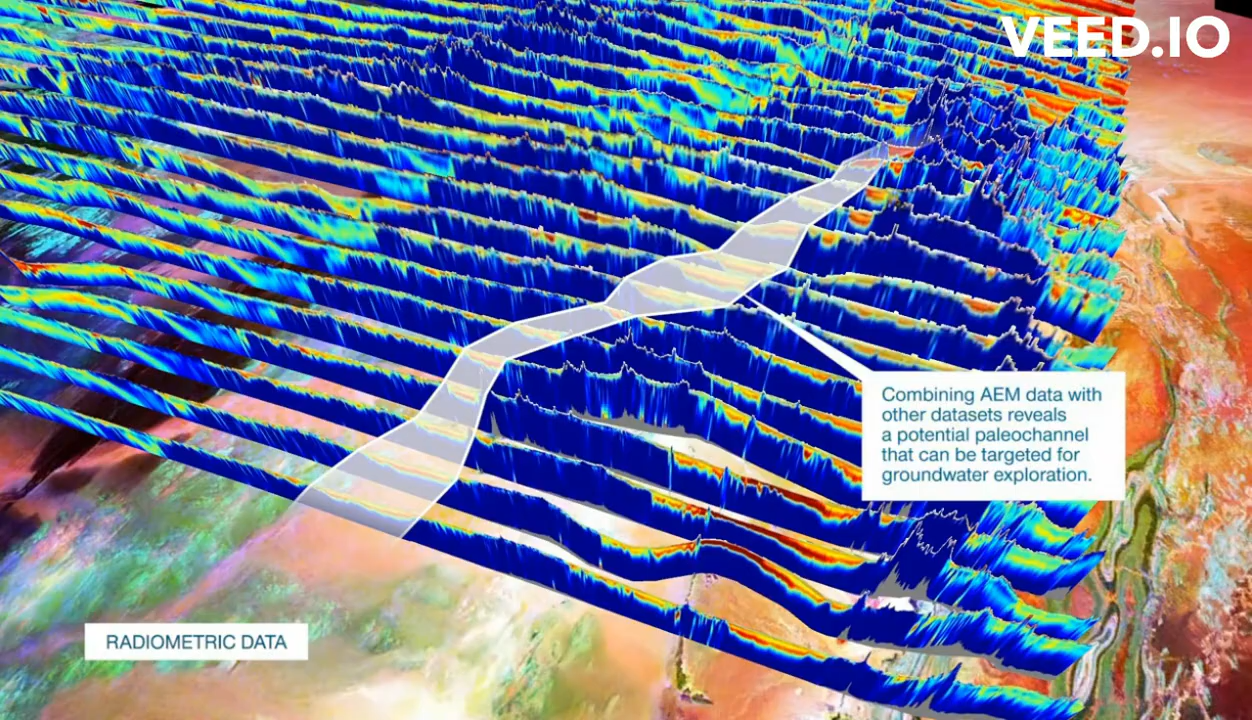 VEED.IO
Combining AEM data with
other datasets reveals
a potential paleochannel
that can be targeted for
groundwater exploration.
RADIOMETRIC DATA